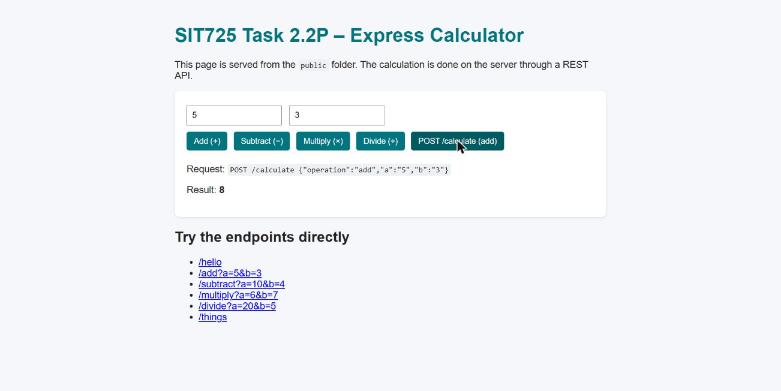 SIT725 Task 2.2P – Express Calculator
This page is served from the public folder. The calculation is done on the server through a REST
API.
5 3
Add (+) Subtract (−) Multiply (×) Divide (÷) POST /calculate (add)
Request: POST /calculate {"operation":"add","a":"5","b":"3"}
Result: 8
Try the endpoints directly
/hello
/add?a=5&b=3
/subtract?a=10&b=4
/multiply?a=6&b=7
/divide?a=20&b=5
/things